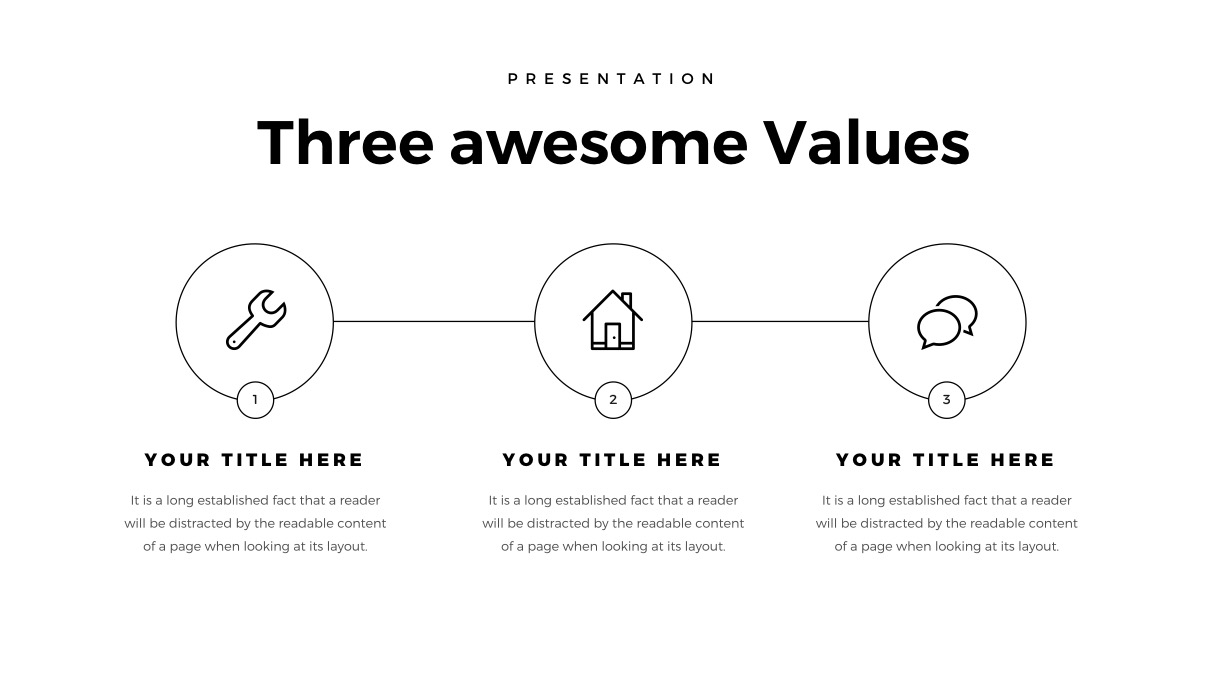 PRESENTATION
Three awesome Values
1
2
3
YOUR TITLE HERE
It is a long established fact that a reader
will be distracted by the readable content
of a page when looking at its layout.
YOUR TITLE HERE
It is a long established fact that a reader
will be distracted by the readable content
of a page when looking at its layout.
YOUR TITLE HERE
It is a long established fact that a reader
will be distracted by the readable content
of a page when looking at its layout.